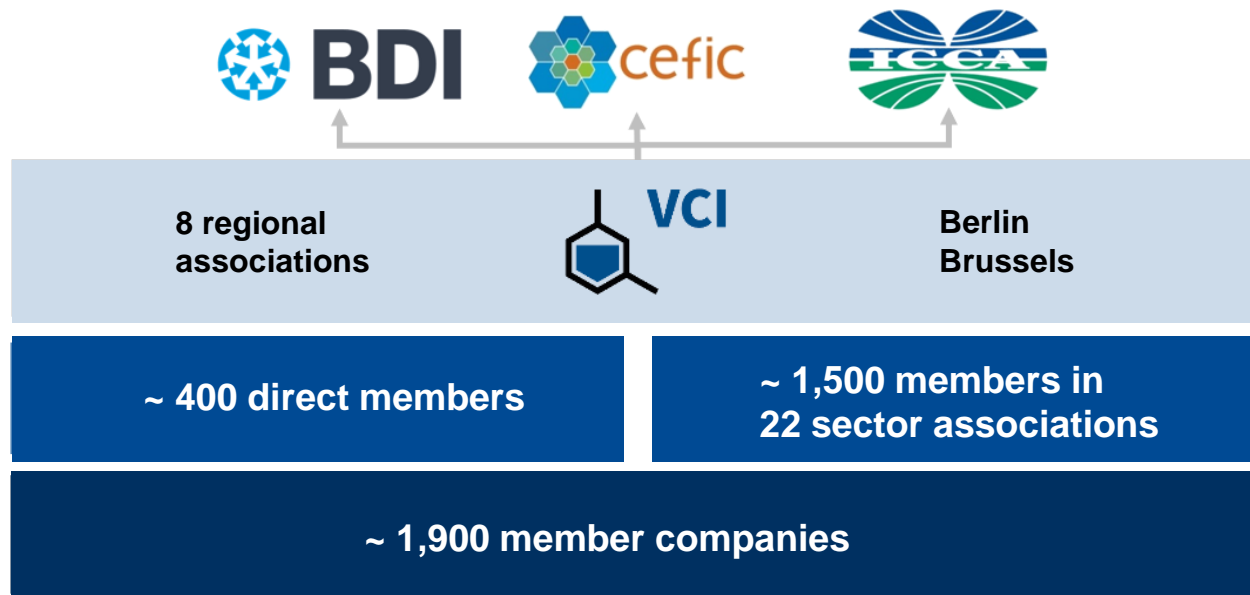 BDI
cefic
ICCA
8 regional
associations
VCI
Berlin
Brussels
~ 400 direct members
~ 1,500 members in
22 sector associations
~ 1,900 member companies